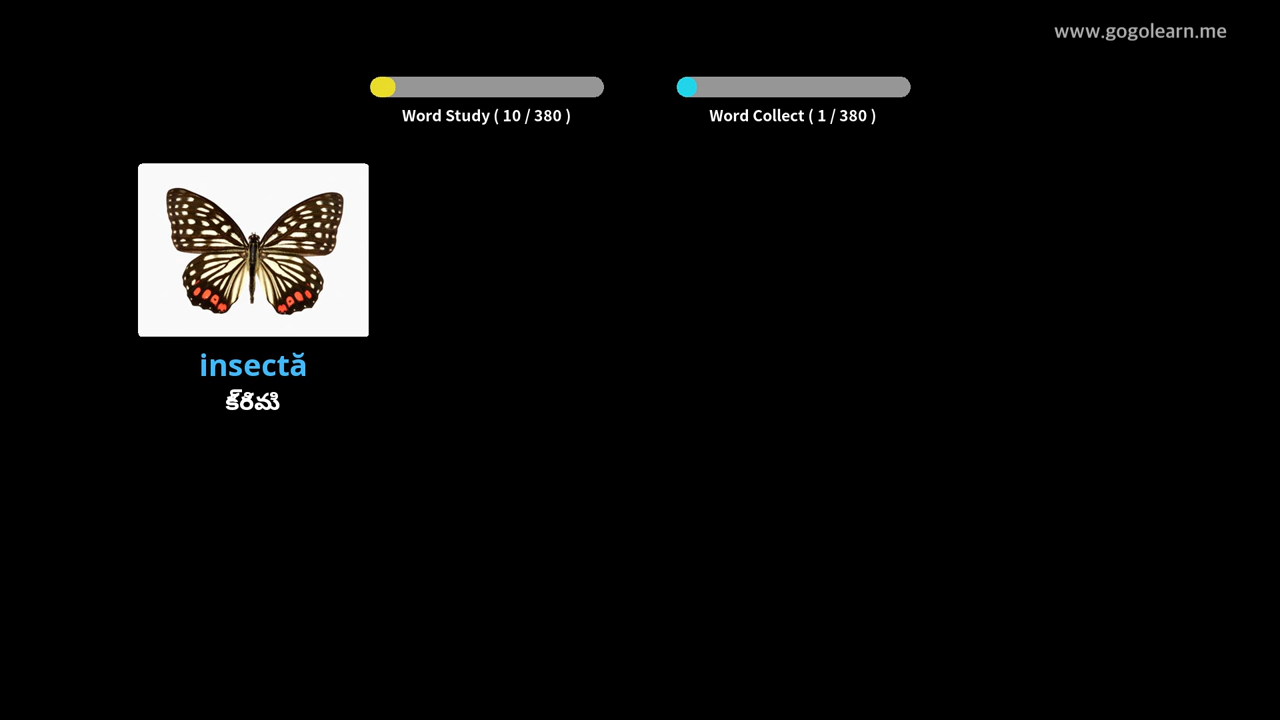 www.gogolearn.me
Word Study ( 10 / 380 )
Word Collect ( 1 / 380 )
insectă
క్రిమి